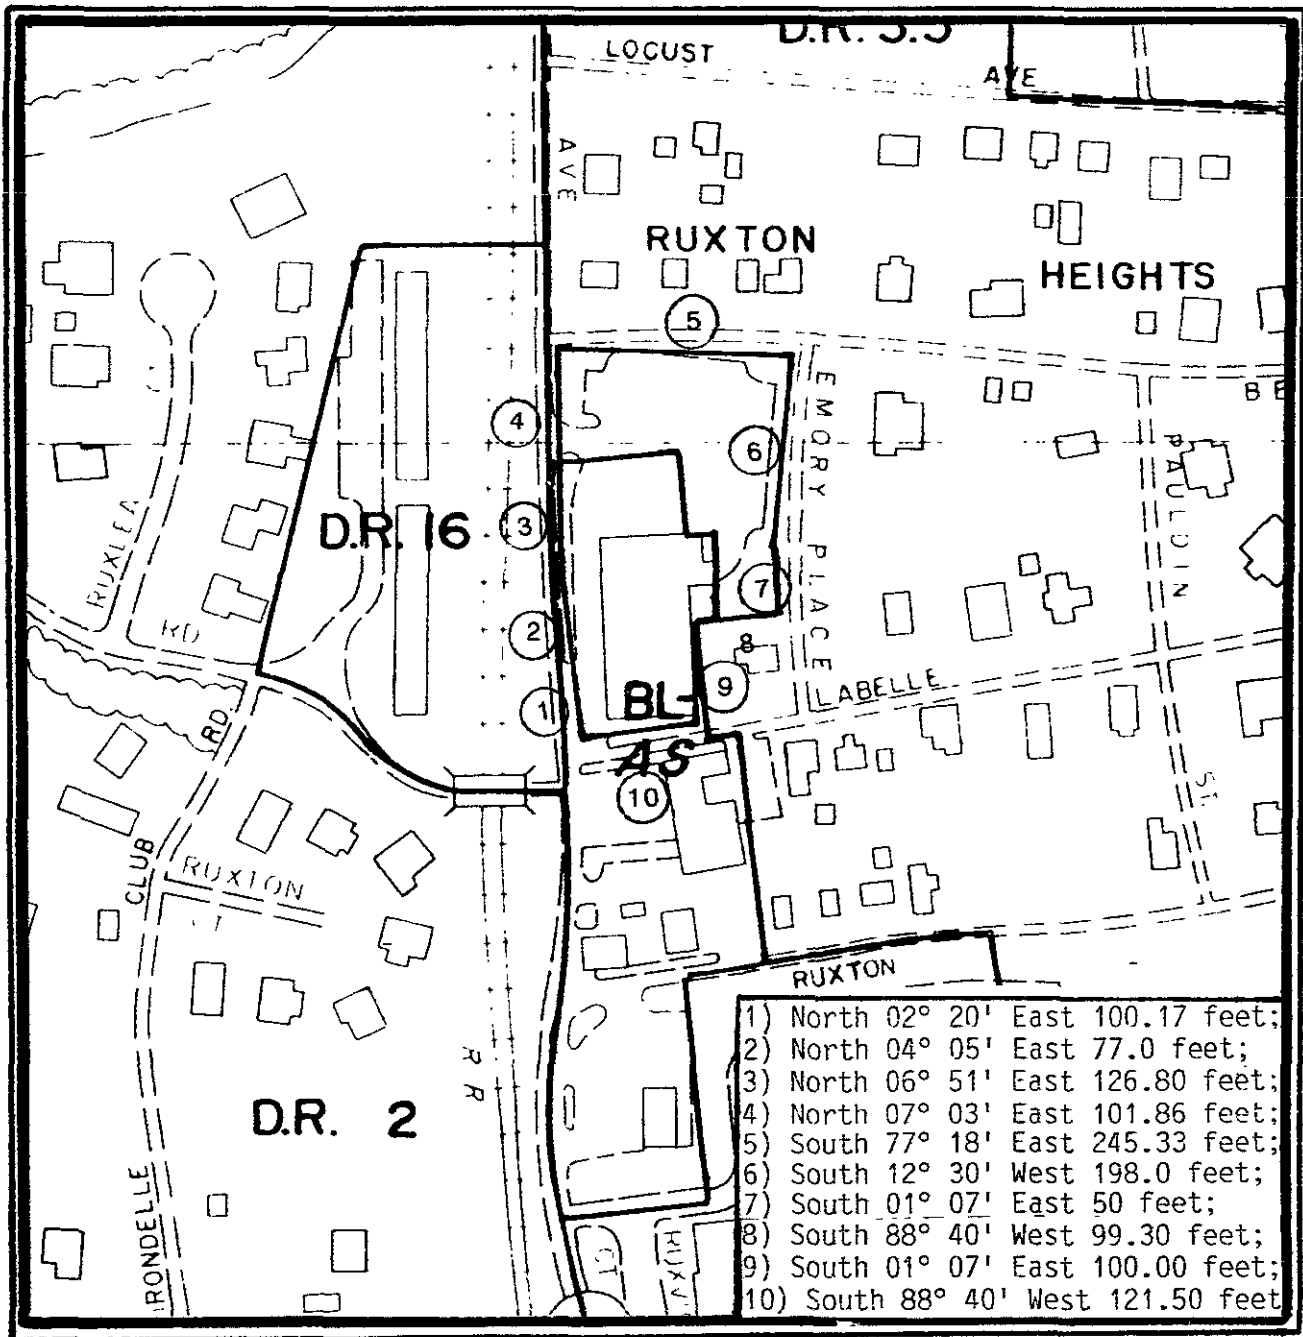 D.R. 3.5
LOCUST
AVE
AVE
RUXTON
HEIGHTS
5
4
EMORY PLACE
6
PAULDIN
ST
D.R. 16
3
RUXLEA
7
2
RD
8
9
BL-
AS
LABELLE
1
10
RD.
CLUB
RUXTON
RUXTON
RR
D.R. 2
IRONDELLE
CT
RUXV
1) North 02° 20' East 100.17 feet;
2) North 04° 05' East 77.0 feet;
3) North 06° 51' East 126.80 feet;
4) North 07° 03' East 101.86 feet;
5) South 77° 18' East 245.33 feet;
6) South 12° 30' West 198.0 feet;
7) South 01° 07' East 50 feet;
8) South 88° 40' West 99.30 feet;
9) South 01° 07' East 100.00 feet;
10) South 88° 40' West 121.50 feet